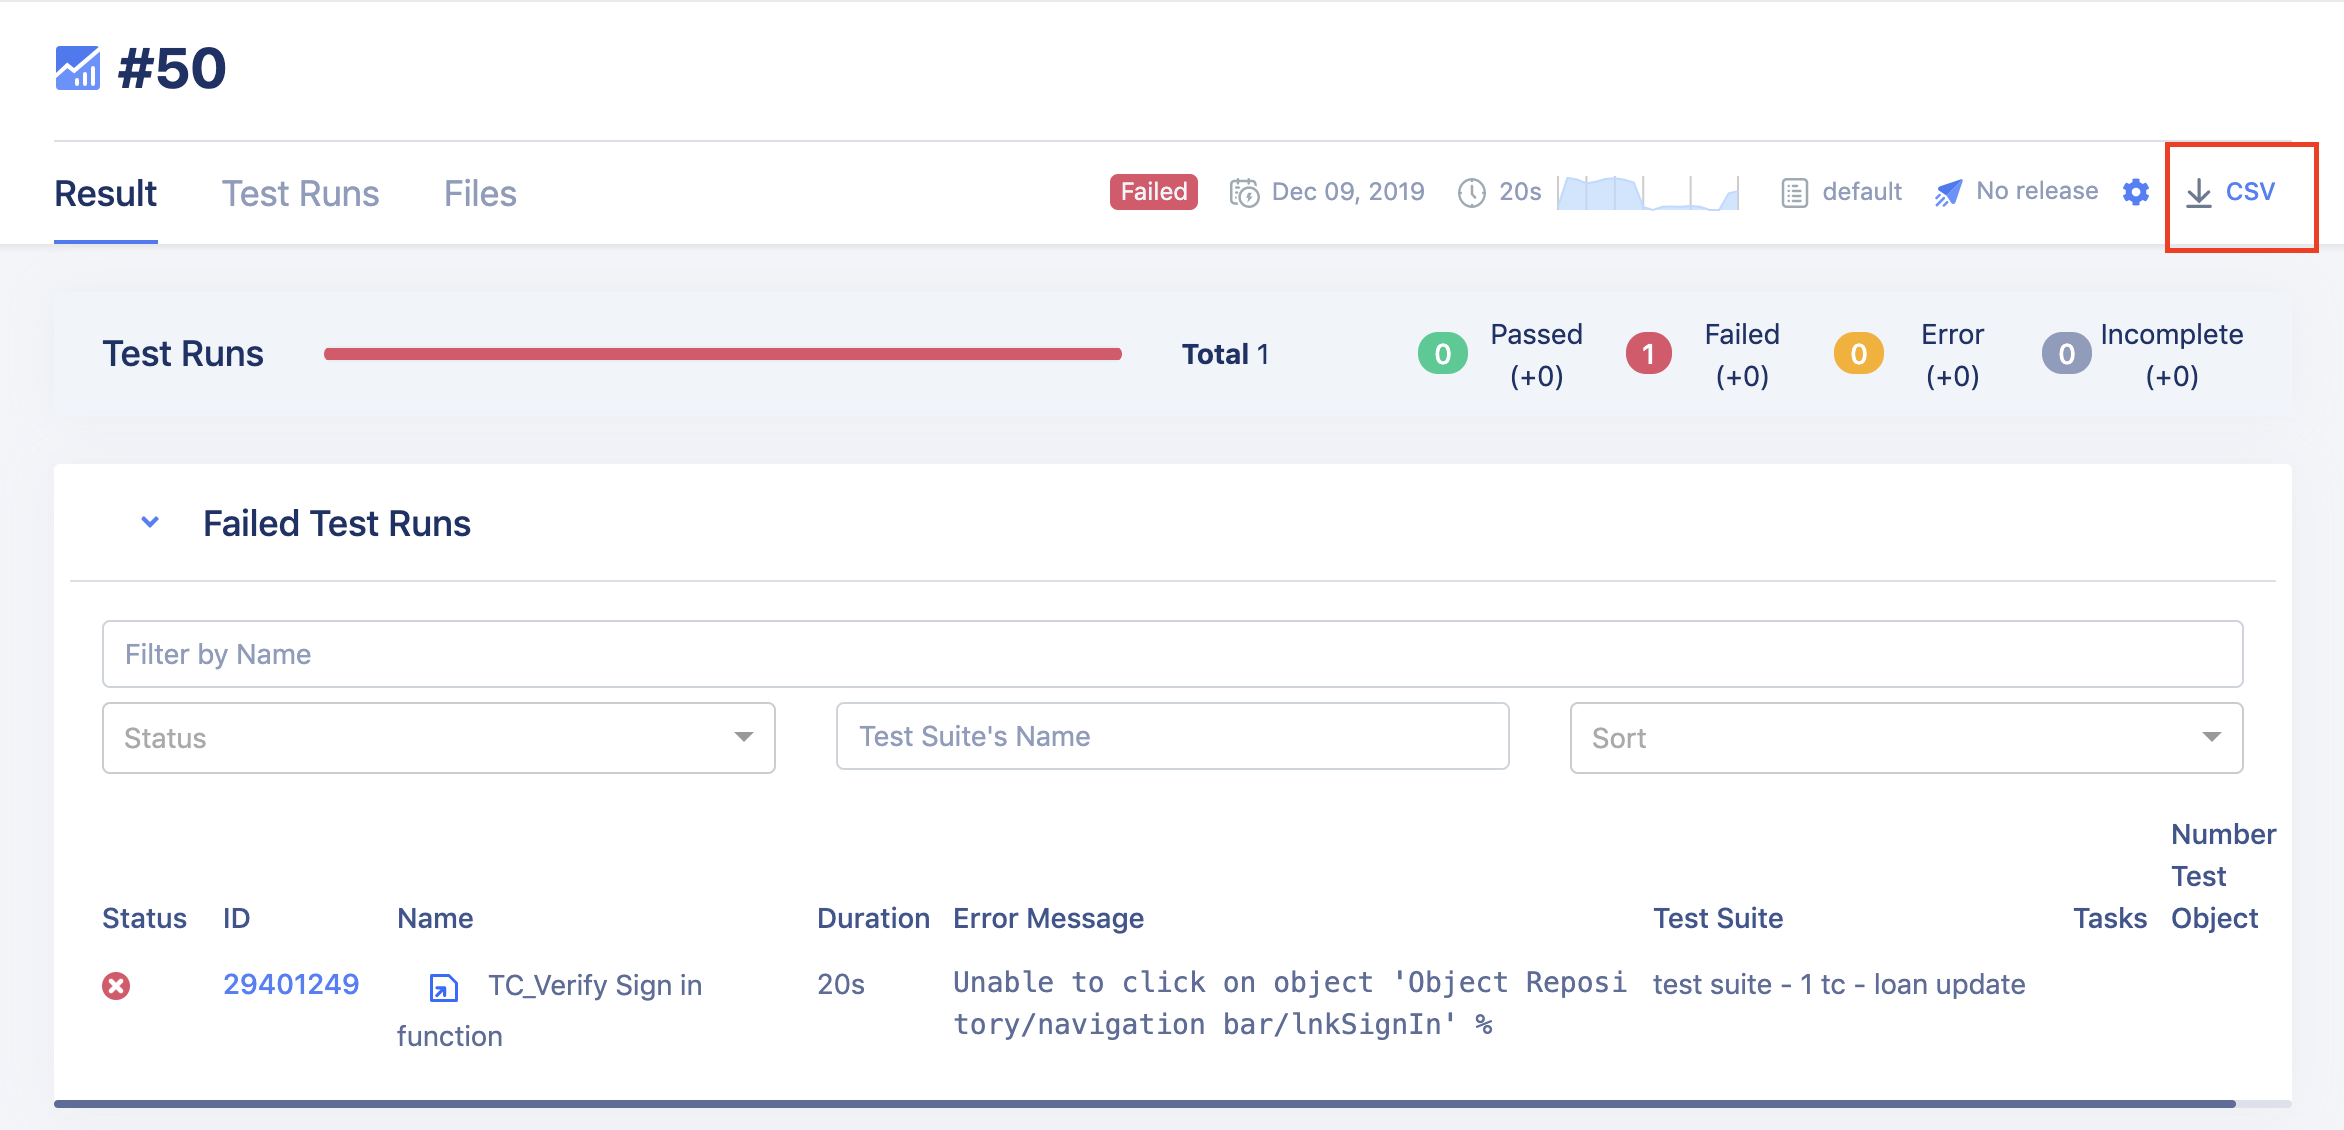 #50
Result Test Runs Files Failed Dec 09, 2019 20s default No release CSV
Test Runs Total 1 0 Passed (+0) 1 Failed (+0) 0 Error (+0) 0 Incomplete (+0)
Failed Test Runs
Filter by Name
Status Test Suite's Name Sort
Status ID Name Duration Error Message Test Suite Tasks Number Test Object
29401249 TC_Verify Sign in function 20s Unable to click on object 'Object Reposi
tory/navigation bar/lnkSignIn' % test suite - 1 tc - loan update